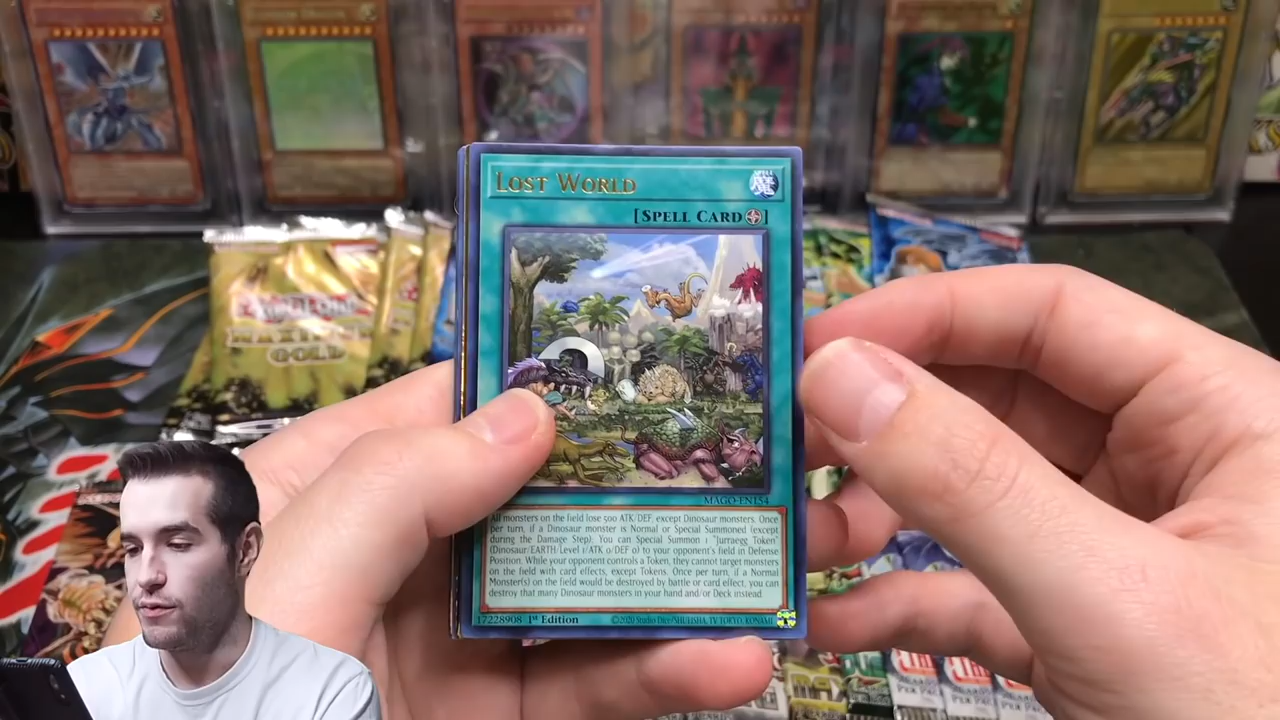 LOST WORLD
SPELL
魔
[SPELL CARD]
MAXIMUM
GOLD
MAGO-EN154
All monsters on the field lose 500 ATK/DEF, except Dinosaur monsters. Once
per turn, if a Dinosaur monster is Normal or Special Summoned (except
during the Damage Step): You can Special Summon 1 "Jurraegg Token"
(Dinosaur/EARTH/Level 1/ATK 0/DEF 0) to your opponent's field in Defense
Position. While your opponent controls a Token, they cannot target monsters
on the field with card effects, except Tokens. Once per turn, if a Normal
Monster(s) on the field would be destroyed by battle or card effect, you can
destroy that many Dinosaur monsters in your hand and/or Deck instead.
17228908 1st Edition ©2020 Studio Dice/SHUEISHA, TV TOKYO, KONAMI